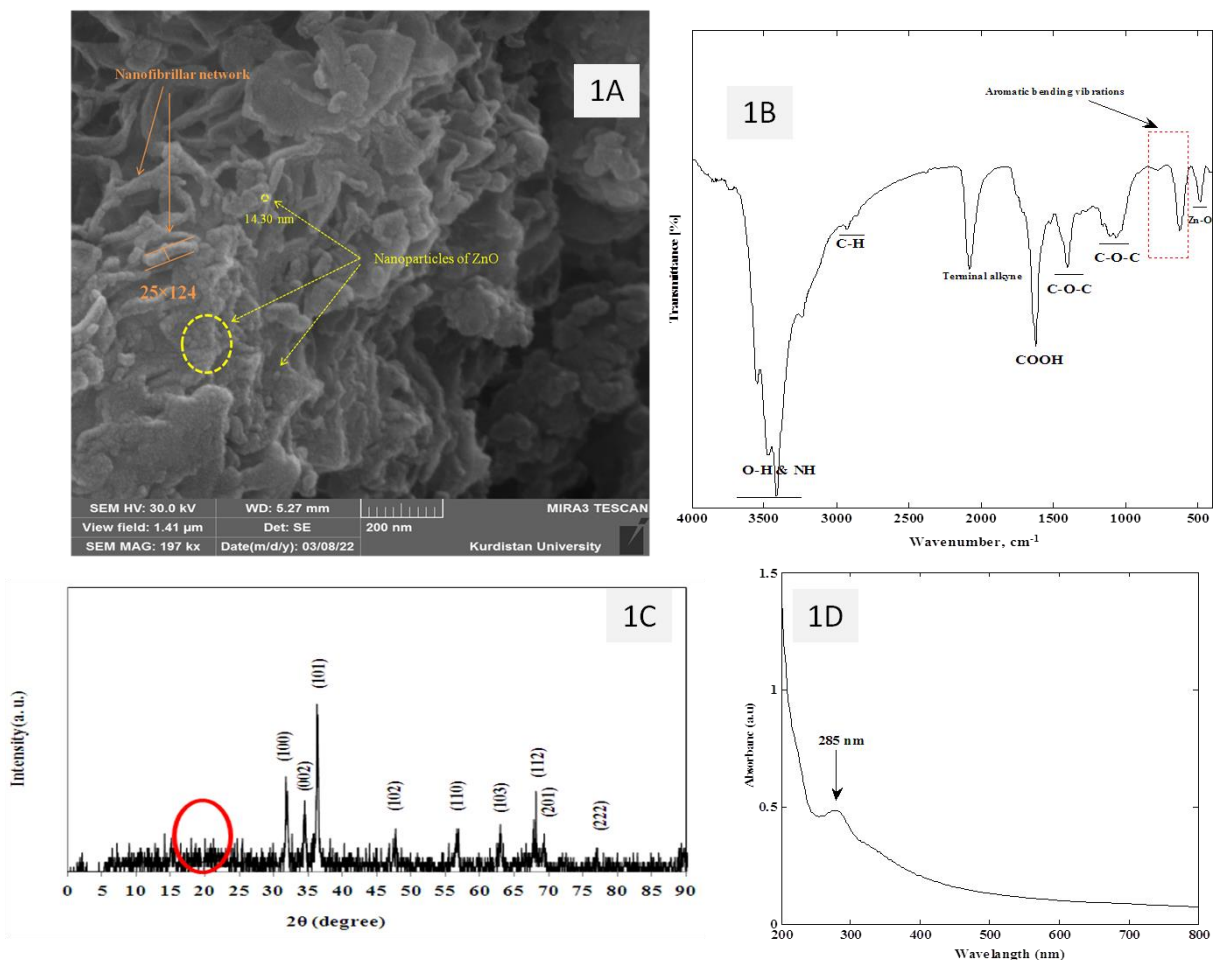 1A
Nanofibrillar network
14.30 nm
Nanoparticles of ZnO
25×124
SEM HV: 30.0 kV
WD: 5.27 mm
MIRA3 TESCAN
View field: 1.41 µm
Det: SE
200 nm
SEM MAG: 197 kx
Date(m/d/y): 03/08/22
Kurdistan University
1B
Aromatic bending vibrations
Transmittance [%]
C-H
Terminal alkyne
C-O-C
C-O-C
Zn-O
COOH
O-H & NH
4000 3500 3000 2500 2000 1500 1000 500
Wavenumber, cm-1
1C
Intensity(a. u.)
(100)
(002)
(101)
(102)
(110)
(103)
(112)
(201)
(222)
0 5 10 15 20 25 30 35 40 45 50 55 60 65 70 75 80 85 90
2θ (degree)
1D
1.5
1
0.5
0
Absorbanc (a.u)
285 nm
200 300 400 500 600 700 800
Wavelangth (nm)